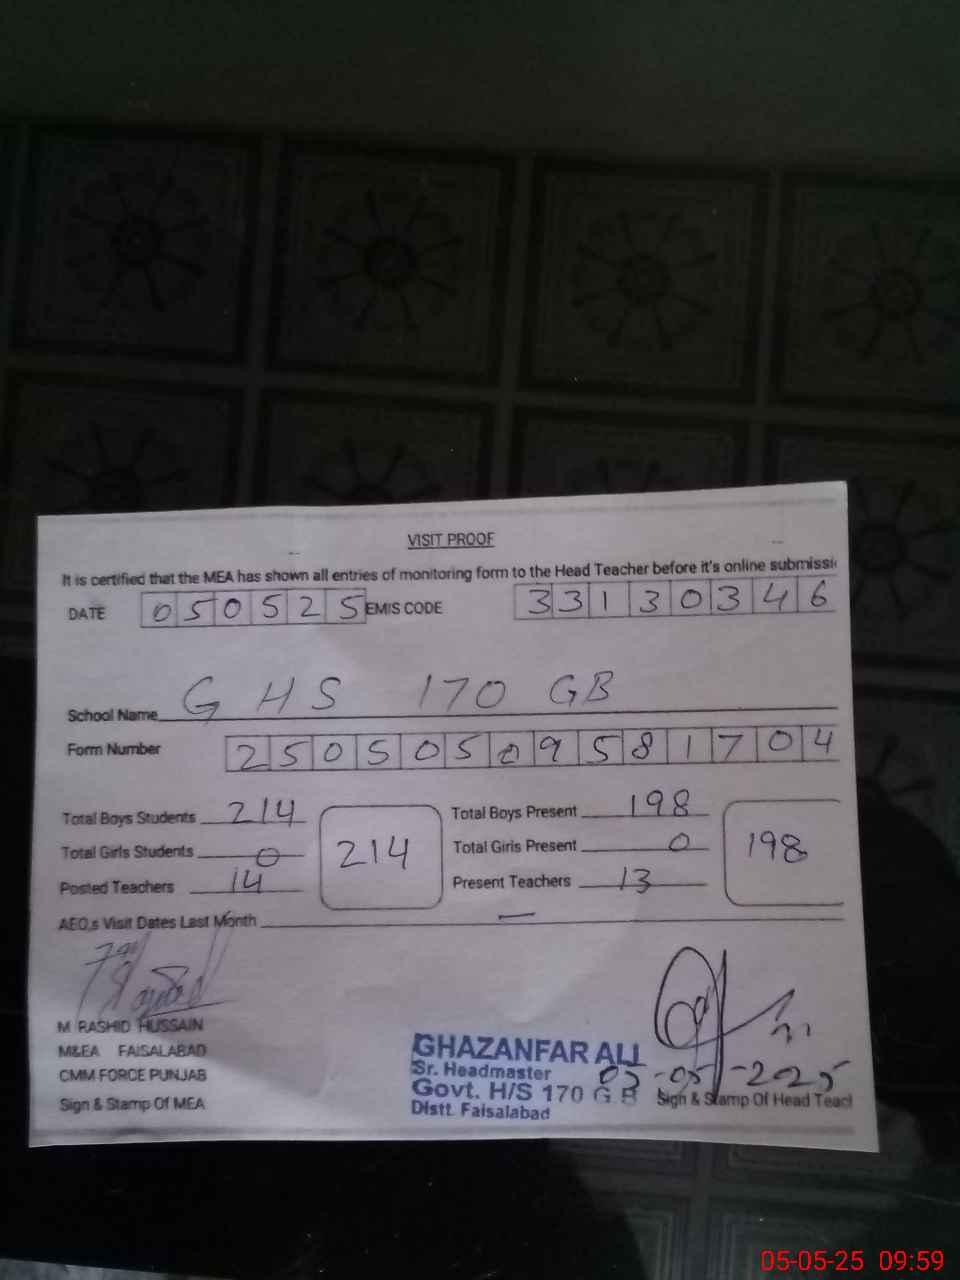 VISIT PROOF
It is certified that the MEA has shown all entries of monitoring form to the Head Teacher before it's online submissi
DATE 050525 EMIS CODE 33130346
School Name G H S 170 GB
Form Number 25050509581704
Total Boys Students 214 Total Boys Present 198
214 198
Total Girls Students 0 Total Girls Present 0
Posted Teachers 14 Present Teachers 13
AEO,s Visit Dates Last Month —
M RASHID HUSSAIN
M&EA FAISALABAD
CMM FORCE PUNJAB
Sign & Stamp Of MEA
GHAZANFAR ALI
Sr. Headmaster
Govt. H/S 170 G B
Distt. Faisalabad
05-05-2025
Sign & Stamp Of Head Teach
05-05-25 09:59